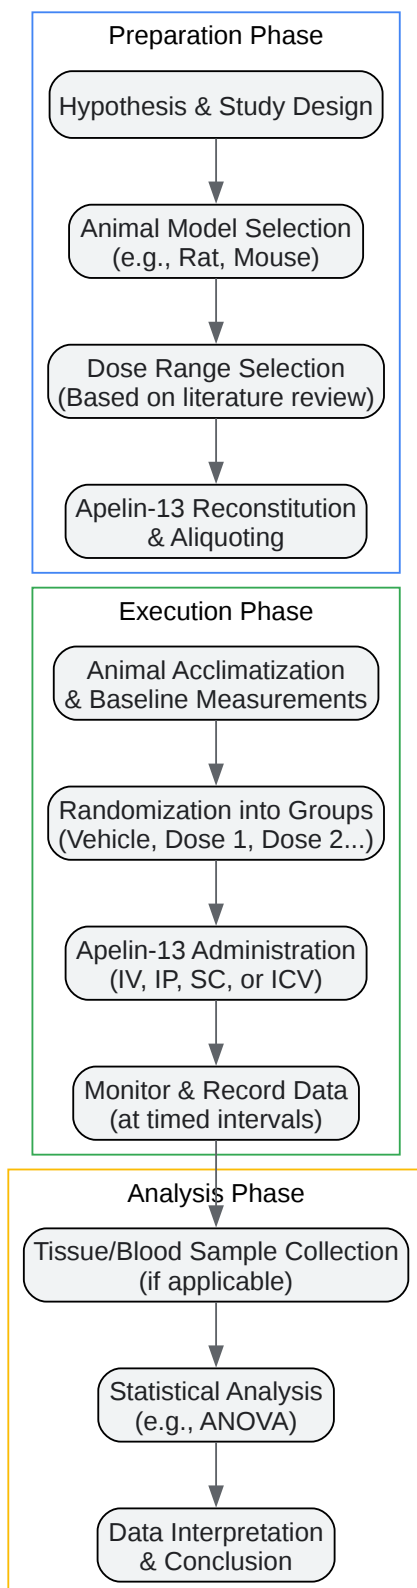 Preparation Phase
Hypothesis & Study Design
Animal Model Selection
(e.g., Rat, Mouse)
Dose Range Selection
(Based on literature review)
Apelin-13 Reconstitution
& Aliquoting
Execution Phase
Animal Acclimatization
& Baseline Measurements
Randomization into Groups
(Vehicle, Dose 1, Dose 2...)
Apelin-13 Administration
(IV, IP, SC, or ICV)
Monitor & Record Data
(at timed intervals)
Analysis Phase
Tissue/Blood Sample Collection
(if applicable)
Statistical Analysis
(e.g., ANOVA)
Data Interpretation
& Conclusion